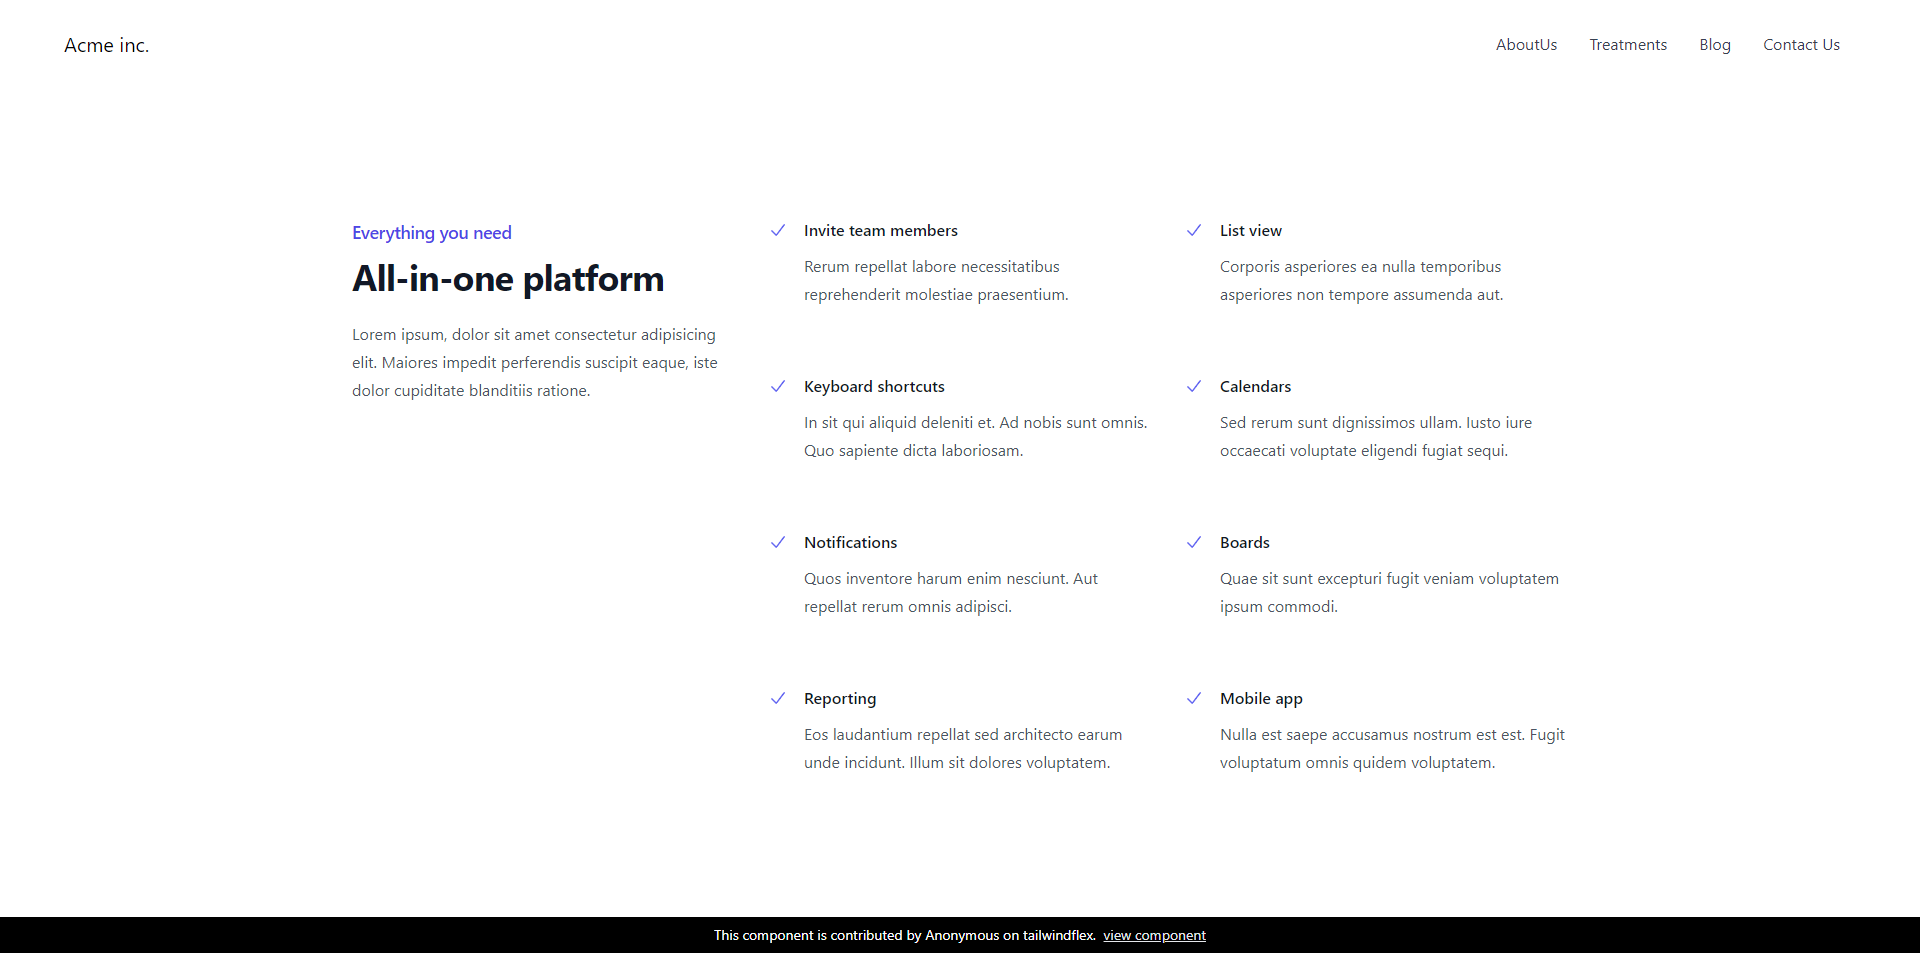 Acme inc.
AboutUs
Treatments
Blog
Contact Us
Everything you need
All-in-one platform
Lorem ipsum, dolor sit amet consectetur adipisicing
elit. Maiores impedit perferendis suscipit eaque, iste
dolor cupiditate blanditiis ratione.
Invite team members
Rerum repellat labore necessitatibus
reprehenderit molestiae praesentium.
List view
Corporis asperiores ea nulla temporibus
asperiores non tempore assumenda aut.
Keyboard shortcuts
In sit qui aliquid deleniti et. Ad nobis sunt omnis.
Quo sapiente dicta laboriosam.
Calendars
Sed rerum sunt dignissimos ullam. Iusto iure
occaecati voluptate eligendi fugiat sequi.
Notifications
Quos inventore harum enim nesciunt. Aut
repellat rerum omnis adipisci.
Boards
Quae sit sunt excepturi fugit veniam voluptatem
ipsum commodi.
Reporting
Eos laudantium repellat sed architecto earum
unde incidunt. Illum sit dolores voluptatem.
Mobile app
Nulla est saepe accusamus nostrum est est. Fugit
voluptatum omnis quidem voluptatem.
This component is contributed by Anonymous on tailwindflex. view component